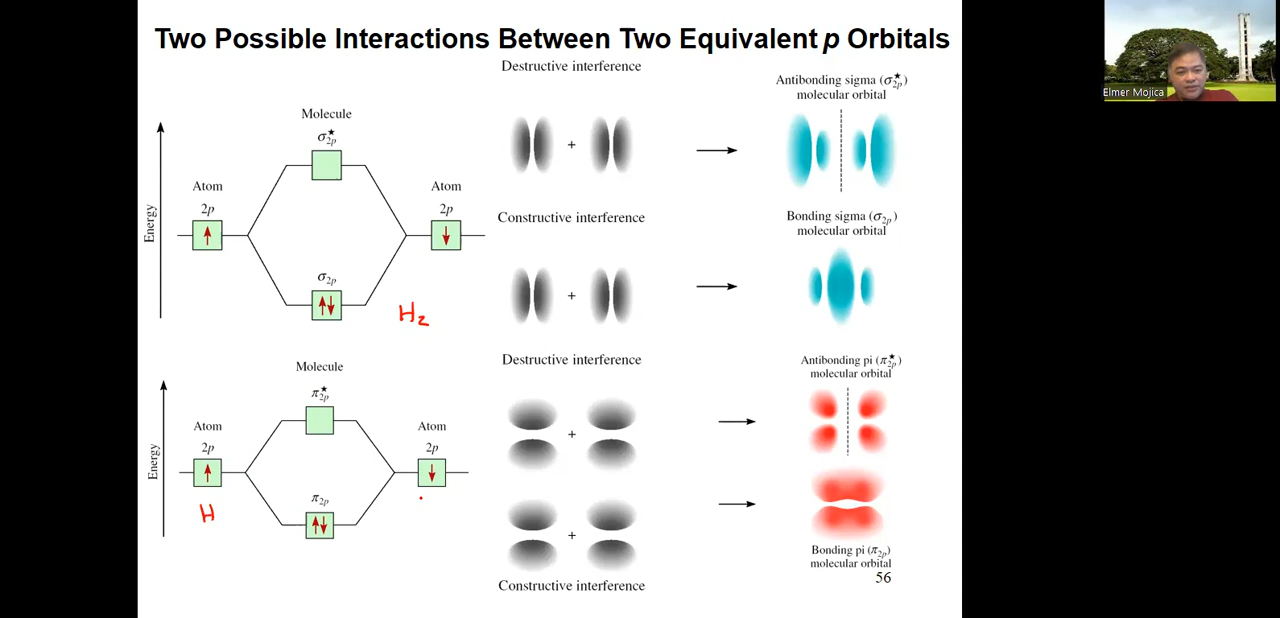 Two Possible Interactions Between Two Equivalent p Orbitals
Elmer Mojica
Destructive interference
Antibonding sigma (σ★2p)
molecular orbital
Molecule
σ★2p
Atom
2p
Atom
2p
Energy
+
Constructive interference
Bonding sigma (σ2p)
molecular orbital
σ2p
H2
+
Destructive interference
Antibonding pi (π★2p)
molecular orbital
Molecule
π★2p
Atom
2p
Atom
2p
Energy
+
π2p
H
+
Bonding pi (π2p)
molecular orbital
56
Constructive interference